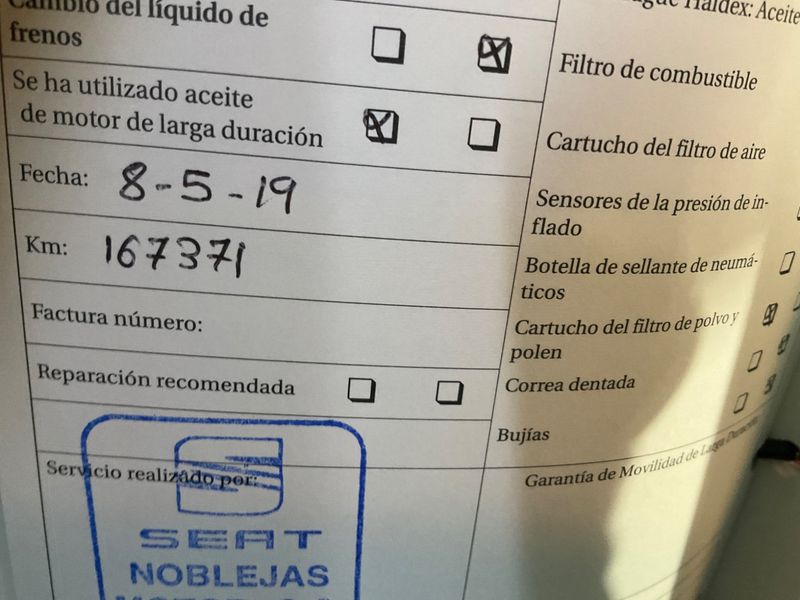 Cambio del líquido de
frenos
Se ha utilizado aceite
de motor de larga duración
Fecha: 8-5-19
Km: 167371
Factura número:
Reparación recomendada
Servicio realizado por:
SEAT
NOBLEJAS
Haldex: Aceite
Filtro de combustible
Cartucho del filtro de aire
Sensores de la presión de in-
flado
Botella de sellante de neumá-
ticos
Cartucho del filtro de polvo y
polen
Correa dentada
Bujías
Garantía de Movilidad de Larga Duración